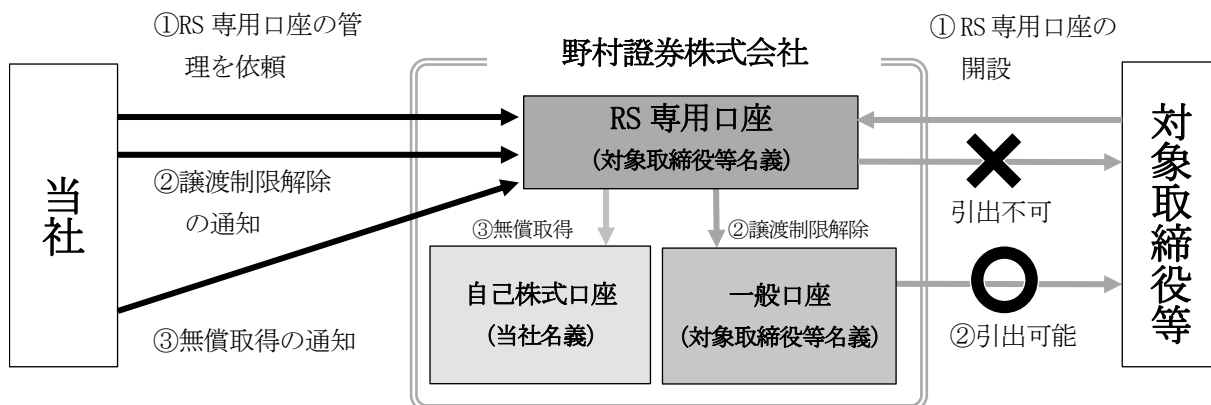 ①RS 専用口座の管
理を依頼
野村證券株式会社
① RS 専用口座の
開設
当社
RS 専用口座
(対象取締役等名義)
対象取締役等
②譲渡制限解除
の通知
引出不可
③無償取得
②譲渡制限解除
自己株式口座
(当社名義)
一般口座
(対象取締役等名義)
③無償取得の通知
②引出可能